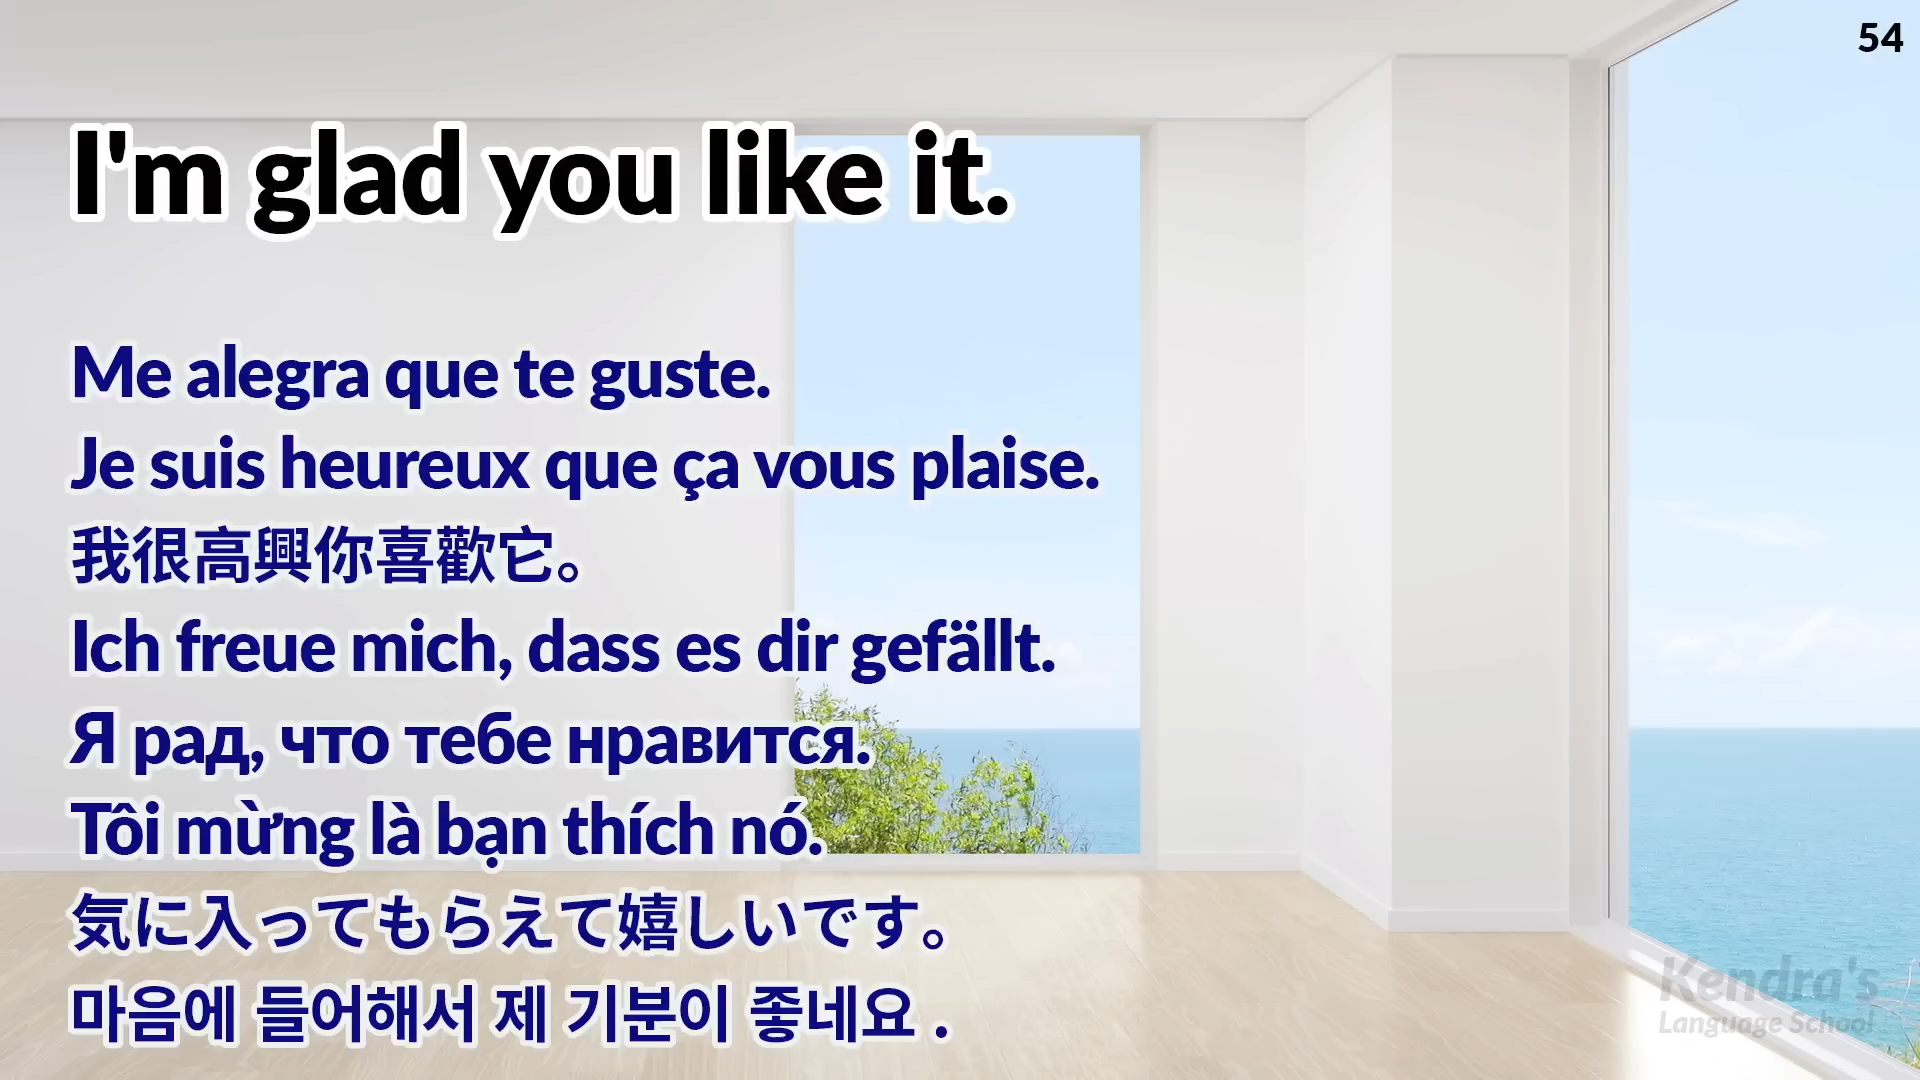 54
I'm glad you like it.
Me alegra que te guste.
Je suis heureux que ça vous plaise.
我很高興你喜歡它。
Ich freue mich, dass es dir gefällt.
Я рад, что тебе нравится.
Tôi mừng là bạn thích nó.
気に入ってもらえて嬉しいです。
마음에 들어해서 제 기분이 좋네요 .
Kendra's
Language School